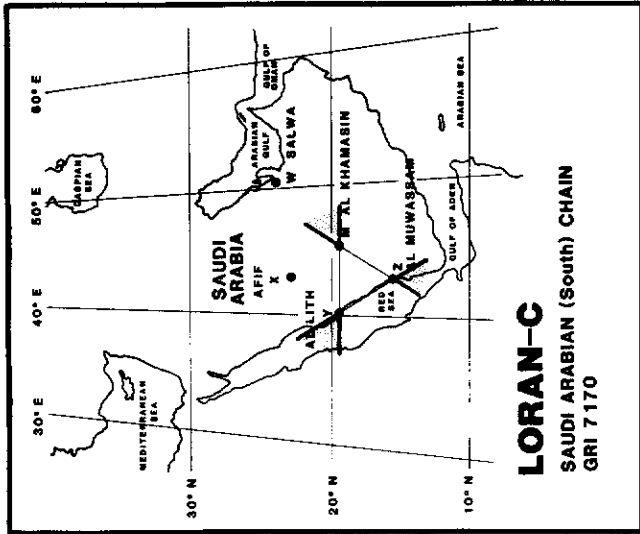 30° E
40° E
50° E
60° E
MEDITERRANEAN
SEA
CASPIAN
SEA
30° N
SAUDI
ARABIA
AFIF
X
ARABIAN
GULF
GULF OF
OMAN
W SALWA
20° N
AL LITH
Y
M AL KHAMASIN
RED
SEA
Z
AL MUWASSAM
GULF OF ADEN
ARABIAN SEA
10° N
LORAN-C
SAUDI ARABIAN (South) CHAIN
GRI 7170